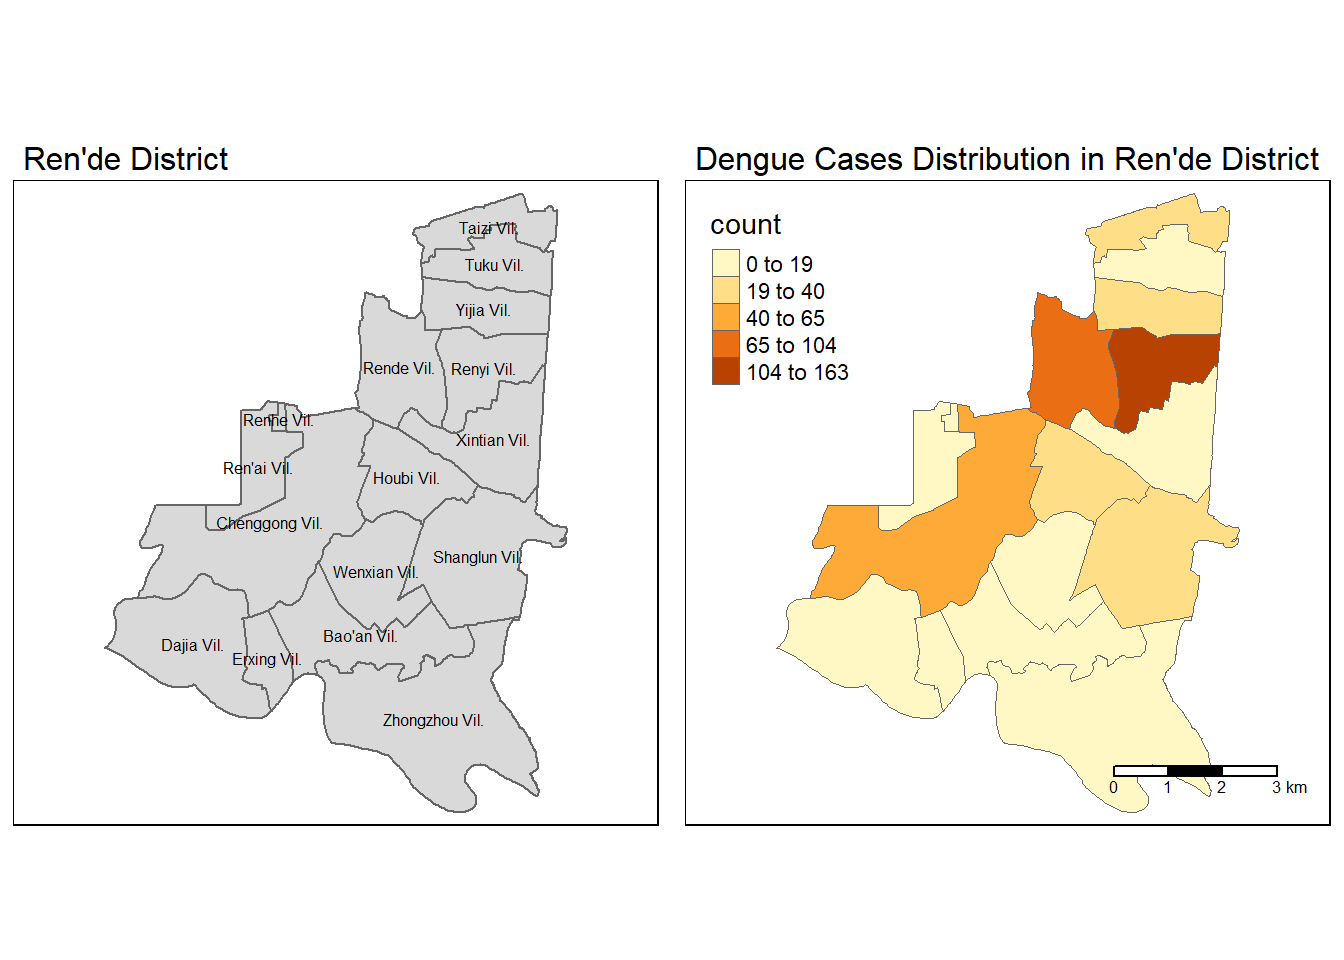 Ren'de District
Taizi Vil.
Tuku Vil.
Yijia Vil.
Rende Vil.
Renyi Vil.
Renhe Vil.
Xintian Vil.
Ren'ai Vil.
Houbi Vil.
Chenggong Vil.
Shanglun Vil.
Wenxian Vil.
Bao'an Vil.
Dajia Vil.
Erxing Vil.
Zhongzhou Vil.
Dengue Cases Distribution in Ren'de District
count
0 to 19
19 to 40
40 to 65
65 to 104
104 to 163
0 1 2 3 km